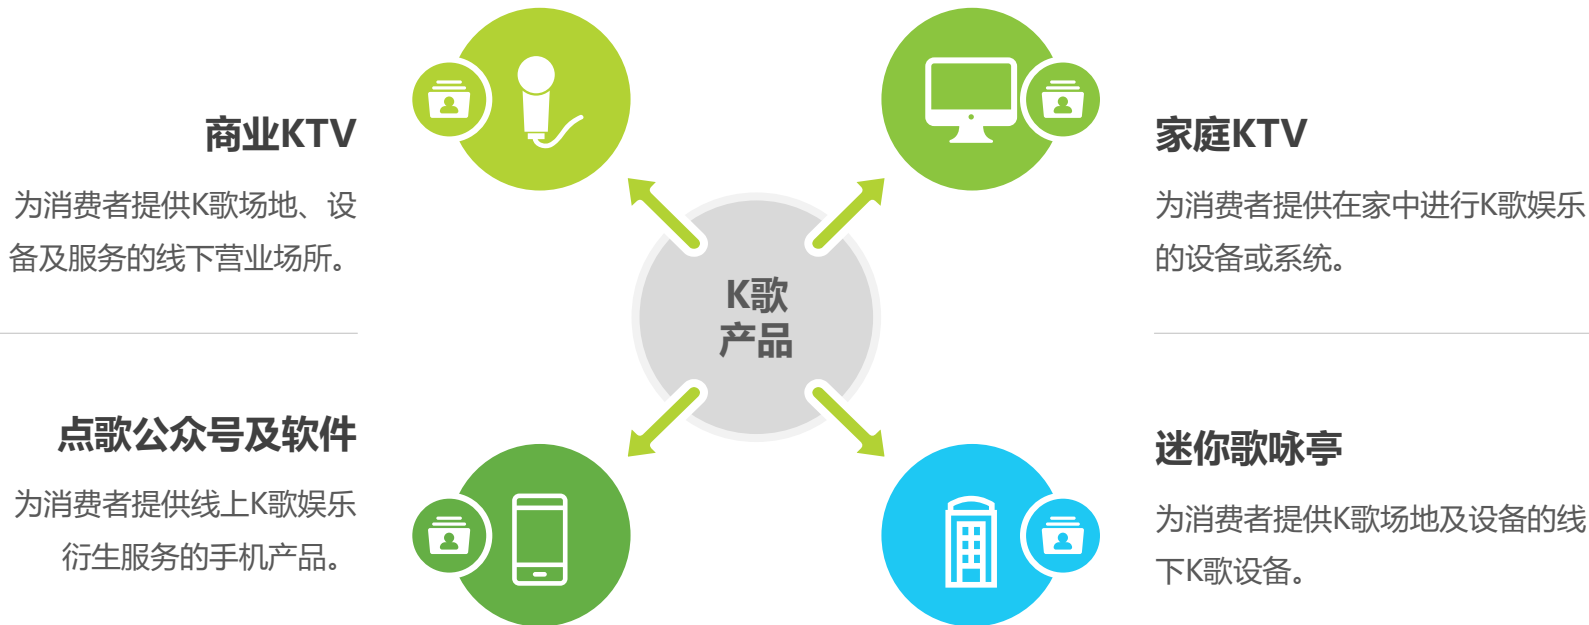 商业KTV
为消费者提供K歌场地、设
备及服务的线下营业场所。
家庭KTV
为消费者提供在家中进行K歌娱乐
的设备或系统。
K歌
产品
点歌公众号及软件
为消费者提供线上K歌娱乐
衍生服务的手机产品。
迷你歌咏亭
为消费者提供K歌场地及设备的线
下K歌设备。